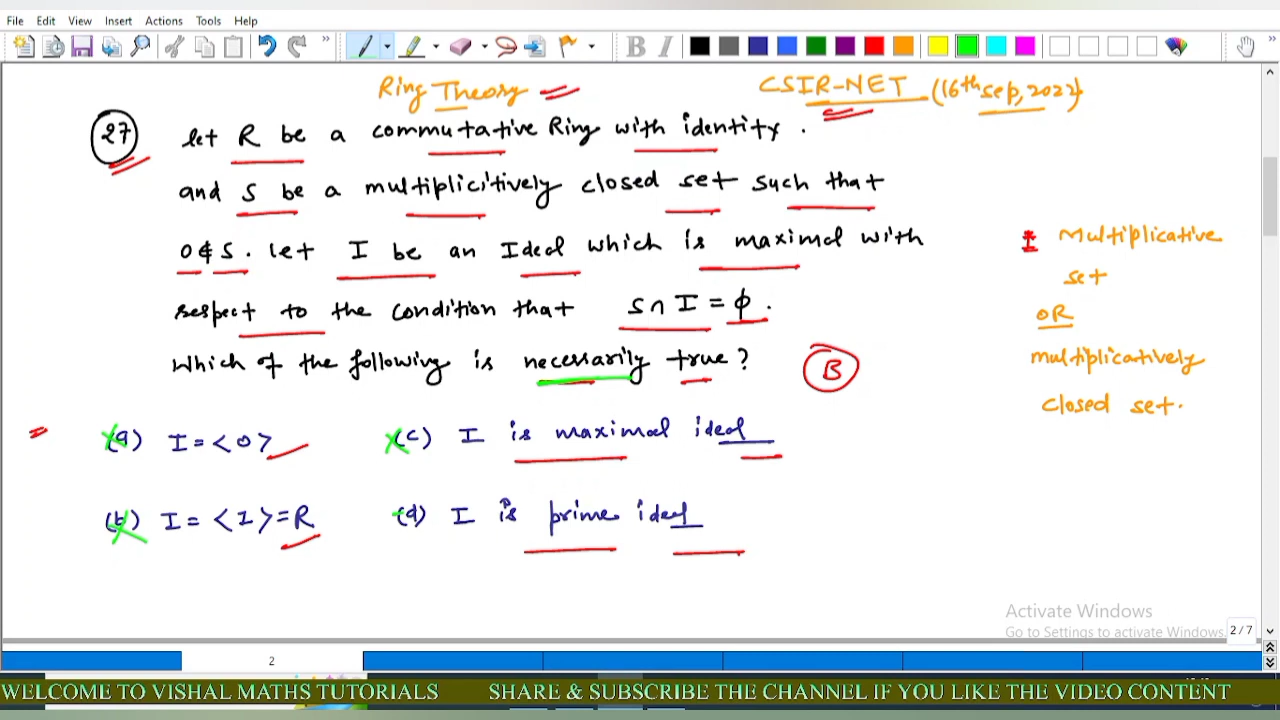 File Edit View Insert Actions Tools Help
Ring Theory
CSIR-NET (16th sep, 2022)
27 let R be a commutative Ring with identity.
and S be a multiplicitively closed set such that
0 ∉ S. let I be an Ideal which is maximal with
respect to the condition that S ∩ I = ϕ.
Which of the following is necessarily true?
B
(a) I = <0>
(c) I is maximal ideal
(b) I = <1> = R
(d) I is prime ideal
I Multiplicative
set
OR
multiplicatively
closed set.
Activate Windows
Go to Settings to activate Windows.
2 / 7
2
WELCOME TO VISHAL MATHS TUTORIALS SHARE & SUBSCRIBE THE CHANNEL IF YOU LIKE THE VIDEO CONTENT